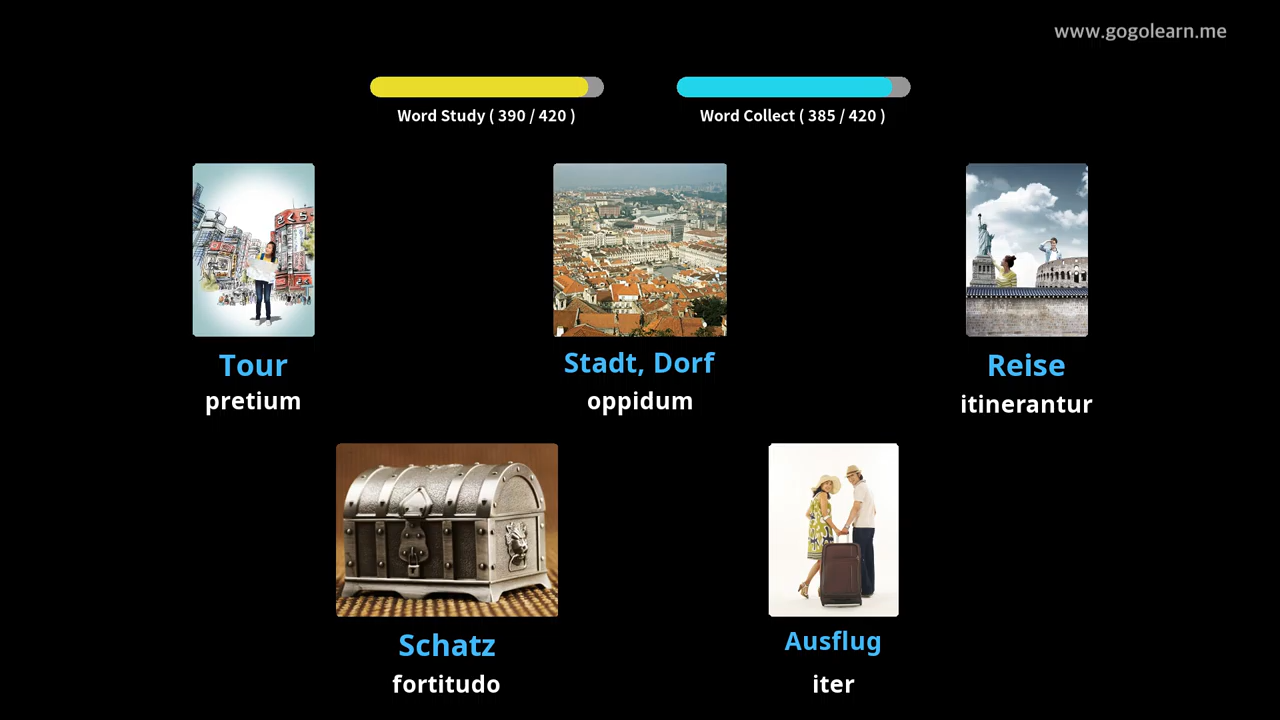 www.gogolearn.me
Word Study ( 390 / 420 )
Word Collect ( 385 / 420 )
Tour
pretium
Stadt, Dorf
oppidum
Reise
itinerantur
Schatz
fortitudo
Ausflug
iter